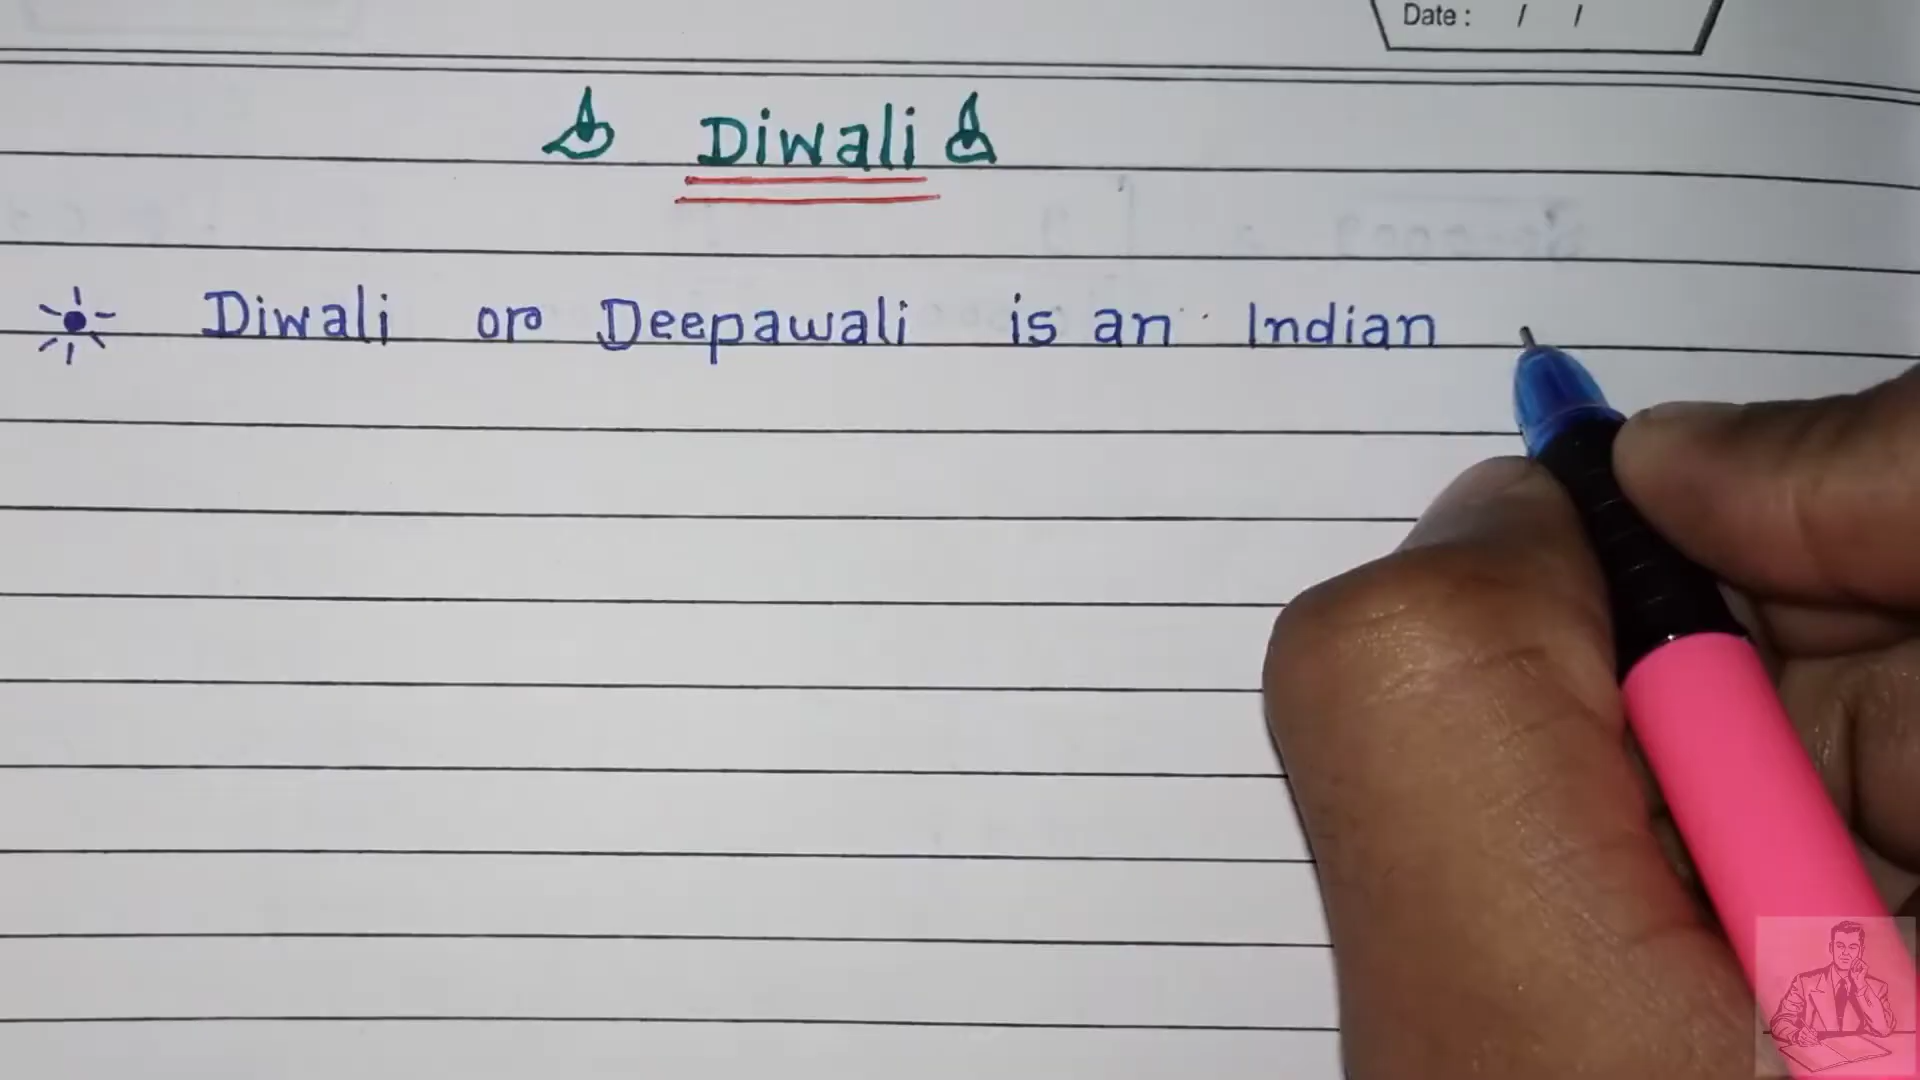 Date : / /
Diwali
Diwali or Deepawali is an Indian